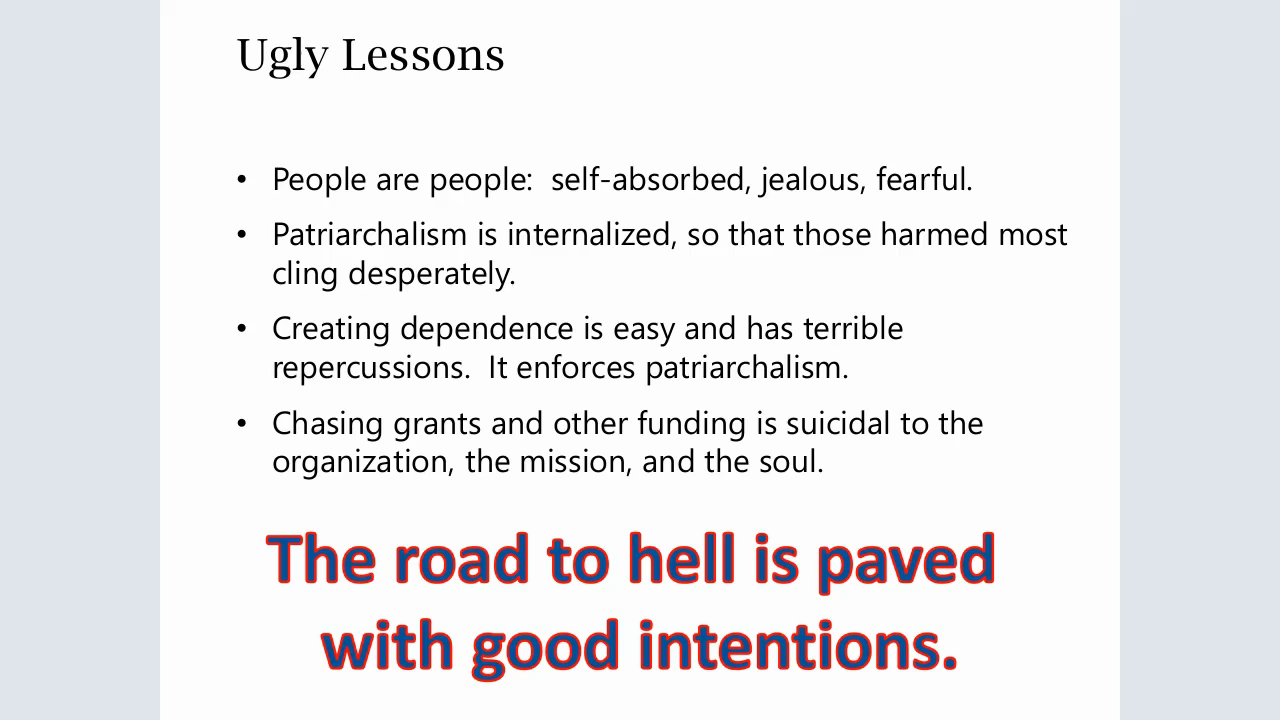 Ugly Lessons
• People are people:  self-absorbed, jealous, fearful.
• Patriarchalism is internalized, so that those harmed most
cling desperately.
• Creating dependence is easy and has terrible
repercussions.  It enforces patriarchalism.
• Chasing grants and other funding is suicidal to the
organization, the mission, and the soul.
The road to hell is paved
with good intentions.